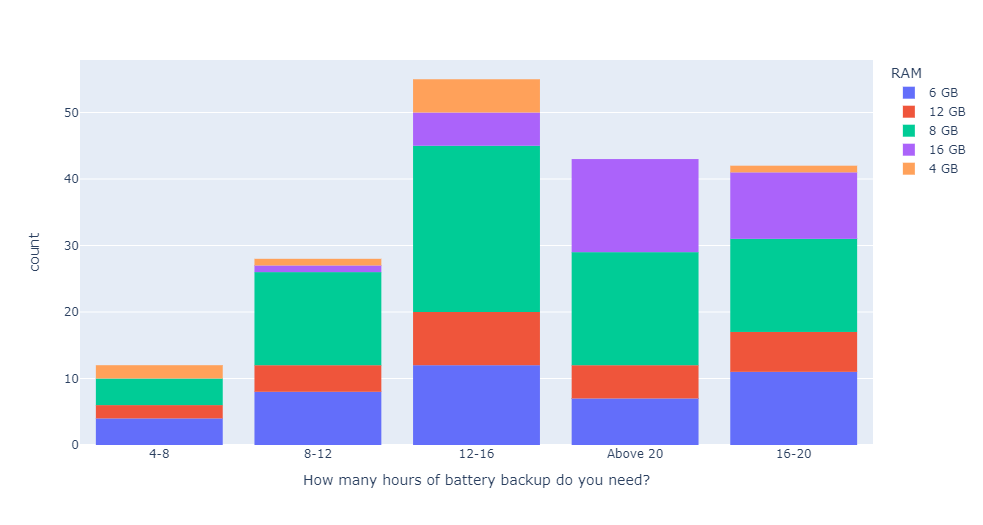 RAM
6 GB
12 GB
8 GB
16 GB
4 GB
count
50
40
30
20
10
0
4-8
8-12
12-16
Above 20
16-20
How many hours of battery backup do you need?